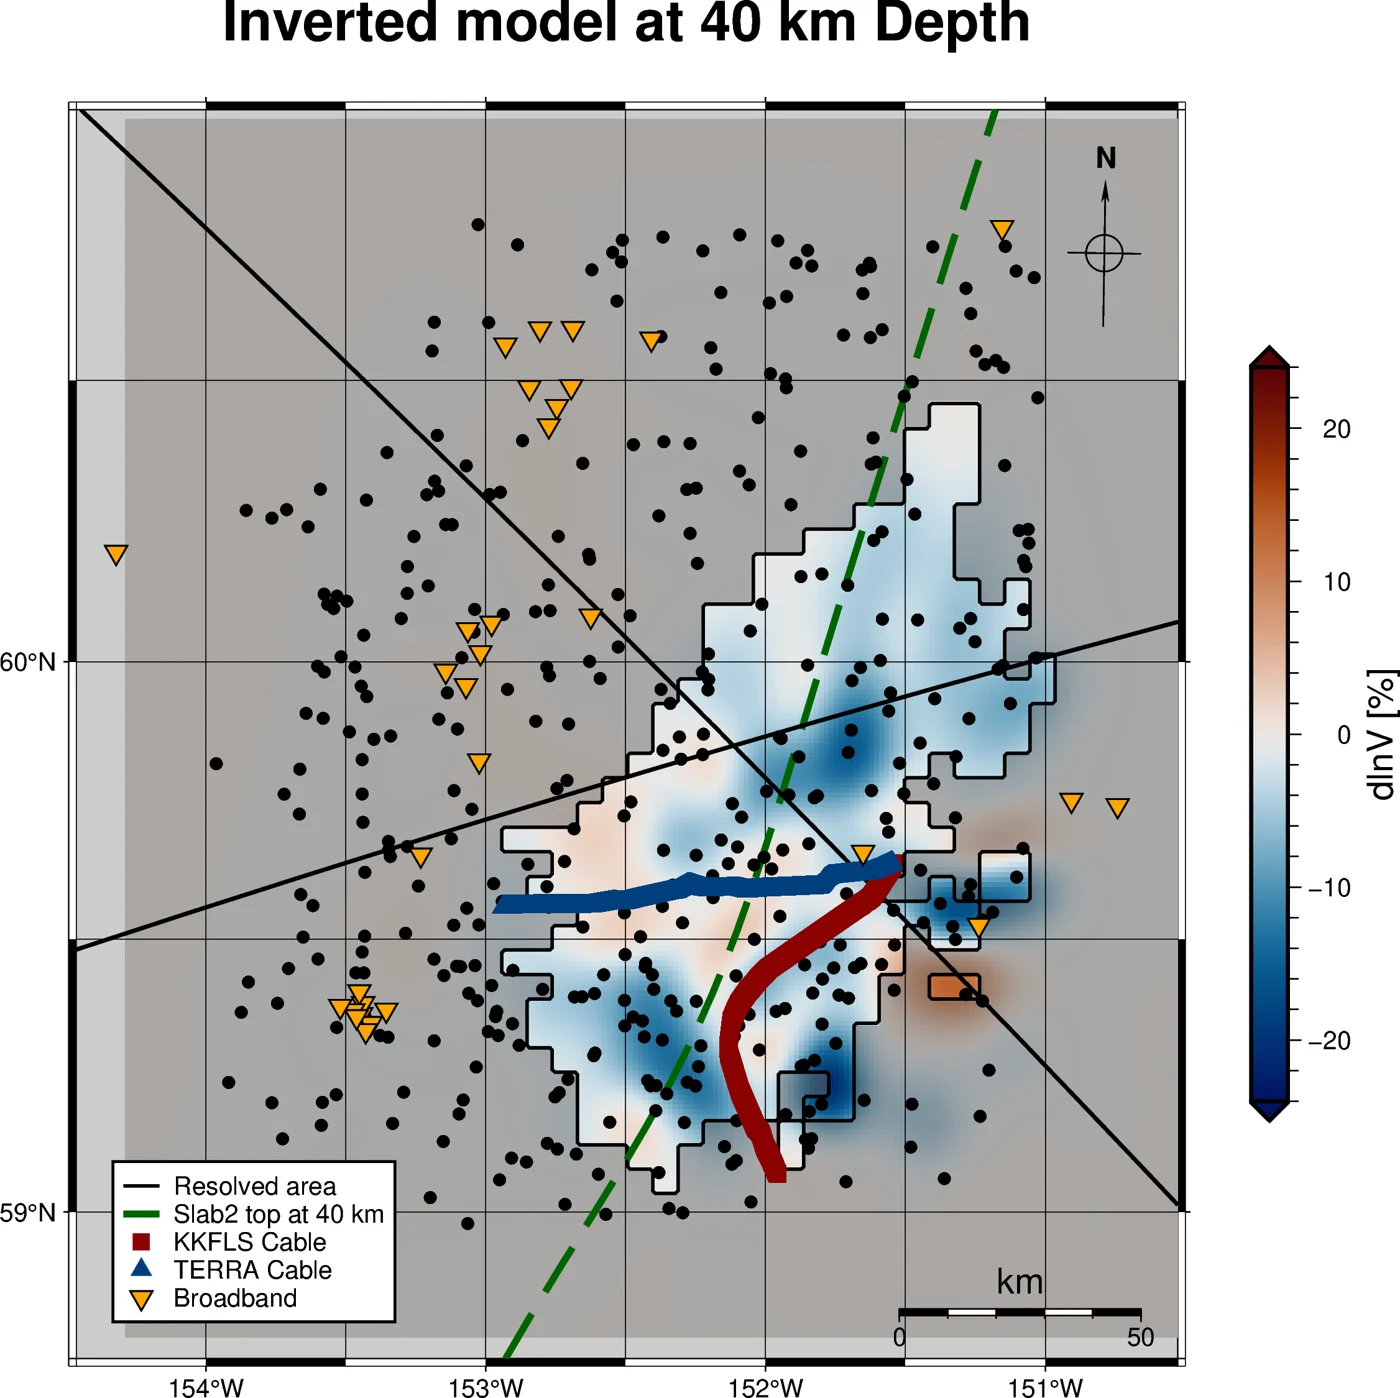 Inverted model at 40 km Depth
N
20
10
0
−10
−20
dlnV [%]
60°N
59°N
Resolved area
Slab2 top at 40 km
KKFLS Cable
TERRA Cable
Broadband
km
0
50
154°W
153°W
152°W
151°W